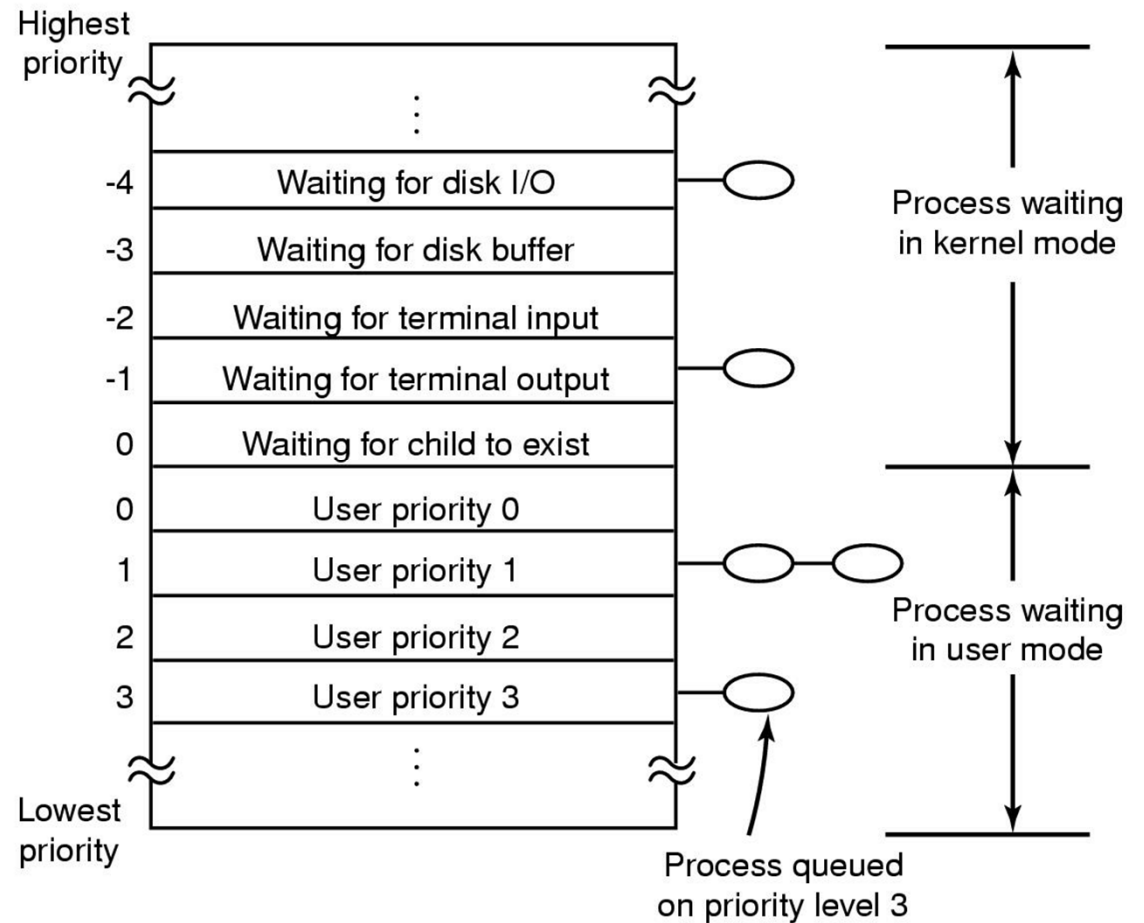 Highest
priority
-4 Waiting for disk I/O
-3 Waiting for disk buffer
-2 Waiting for terminal input
-1 Waiting for terminal output
0 Waiting for child to exist
0 User priority 0
1 User priority 1
2 User priority 2
3 User priority 3
Lowest
priority
Process waiting
in kernel mode
Process waiting
in user mode
Process queued
on priority level 3